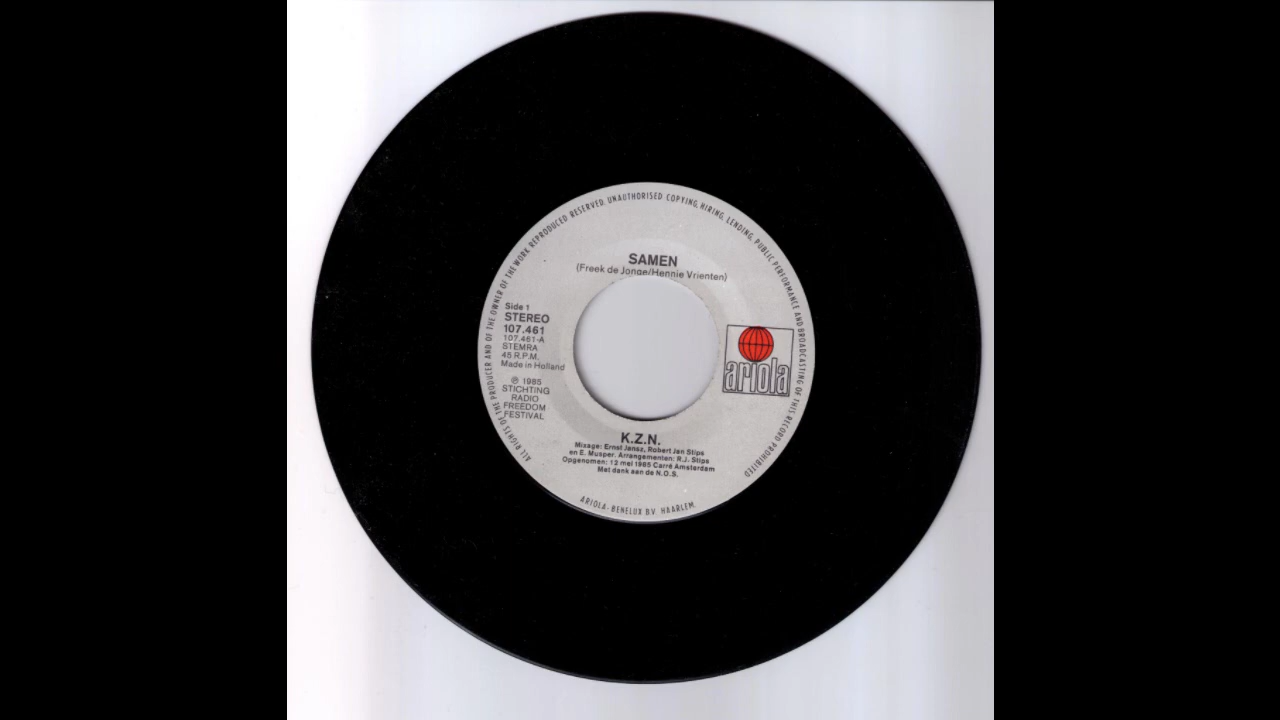 ALL RIGHTS OF THE PRODUCER AND OF THE OWNER OF THE WORK REPRODUCED RESERVED. UNAUTHORISED COPYING, HIRING, LENDING, PUBLIC PERFORMANCE AND BROADCASTING OF THIS RECORD PROHIBITED
SAMEN
(Freek de Jonge/Hennie Vrienten)
Side 1
STEREO
107.461
107.461-A
STEMRA
45 R.P.M.
Made in Holland
℗ 1985
STICHTING
RADIO
FREEDOM
FESTIVAL
ariola
K.Z.N.
Mixage: Ernst Jansz, Robert Jan Stips
en E. Musper. Arrangementen: R.J. Stips
Opgenomen: 12 mei 1985 Carré Amsterdam
Met dank aan de N.O.S.
ARIOLA-BENELUX B.V. HAARLEM.